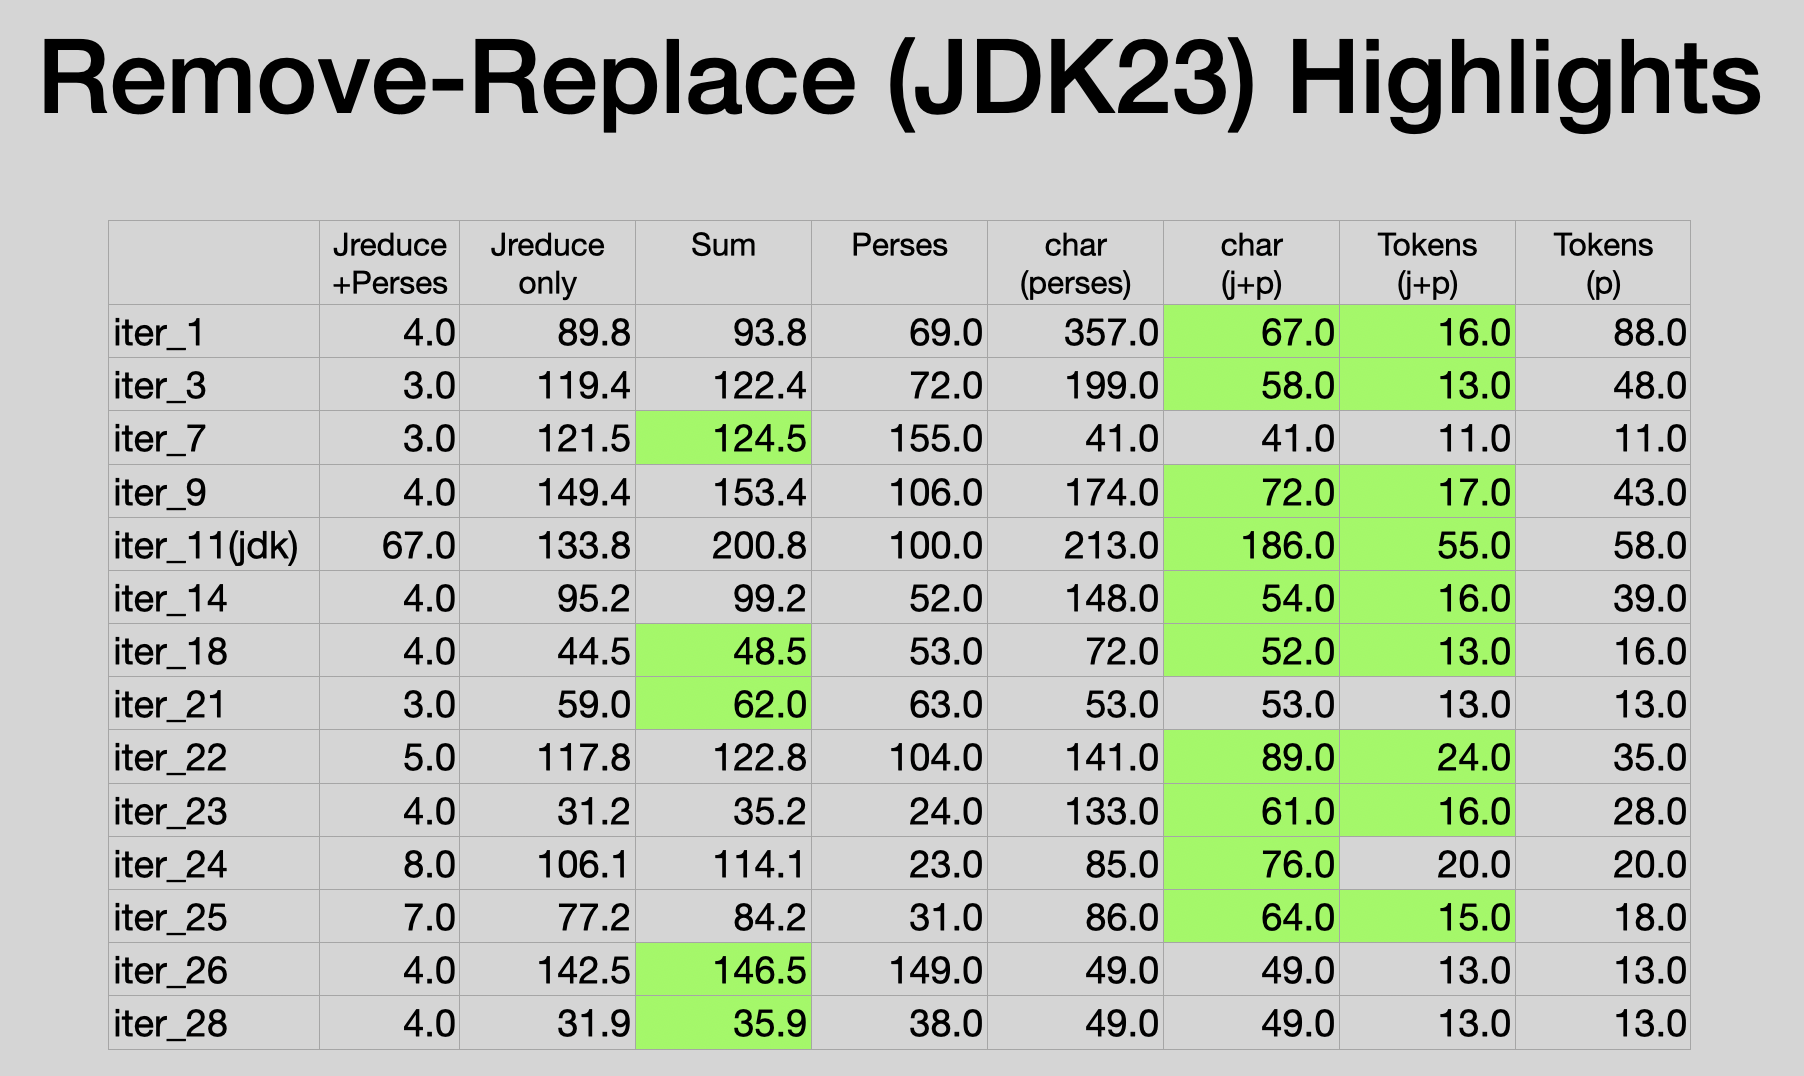 Remove-Replace (JDK23) Highlights
Jreduce +Perses Jreduce only Sum Perses char (perses) char (j+p) Tokens (j+p) Tokens (p)
iter_1 4.0 89.8 93.8 69.0 357.0 67.0 16.0 88.0
iter_3 3.0 119.4 122.4 72.0 199.0 58.0 13.0 48.0
iter_7 3.0 121.5 124.5 155.0 41.0 41.0 11.0 11.0
iter_9 4.0 149.4 153.4 106.0 174.0 72.0 17.0 43.0
iter_11(jdk) 67.0 133.8 200.8 100.0 213.0 186.0 55.0 58.0
iter_14 4.0 95.2 99.2 52.0 148.0 54.0 16.0 39.0
iter_18 4.0 44.5 48.5 53.0 72.0 52.0 13.0 16.0
iter_21 3.0 59.0 62.0 63.0 53.0 53.0 13.0 13.0
iter_22 5.0 117.8 122.8 104.0 141.0 89.0 24.0 35.0
iter_23 4.0 31.2 35.2 24.0 133.0 61.0 16.0 28.0
iter_24 8.0 106.1 114.1 23.0 85.0 76.0 20.0 20.0
iter_25 7.0 77.2 84.2 31.0 86.0 64.0 15.0 18.0
iter_26 4.0 142.5 146.5 149.0 49.0 49.0 13.0 13.0
iter_28 4.0 31.9 35.9 38.0 49.0 49.0 13.0 13.0